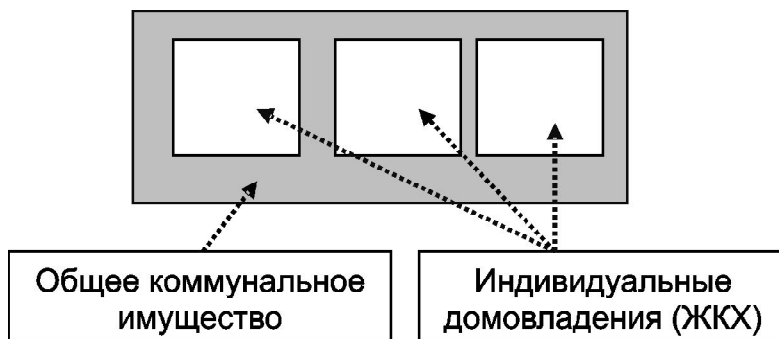 Общее коммунальное
имущество
Индивидуальные
домовладения (ЖКХ)